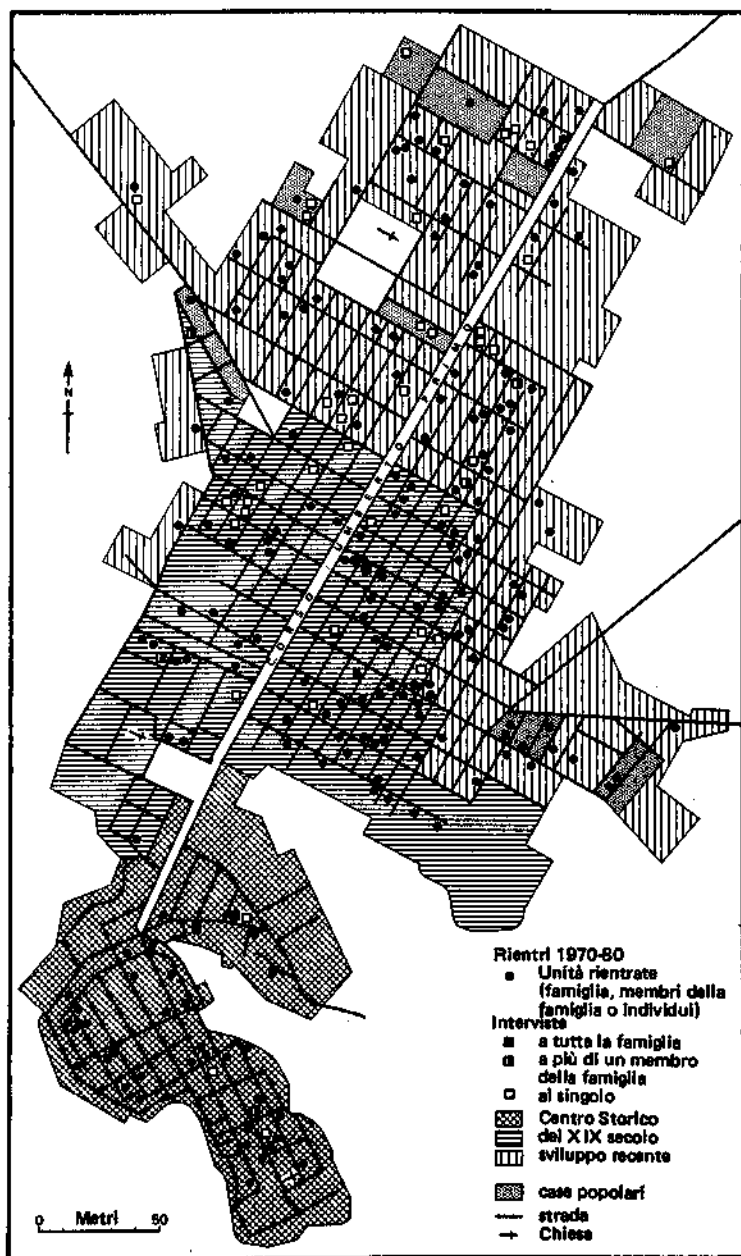 N
Rientri 1970-80
Unità rientrate
(famiglia, membri della
famiglia o individui)
Interviste
a tutta la famiglia
a più di un membro
della famiglia
al singolo
Centro Storico
del XIX secolo
sviluppo recente
case popolari
strada
Chiesa
0 Metri 50